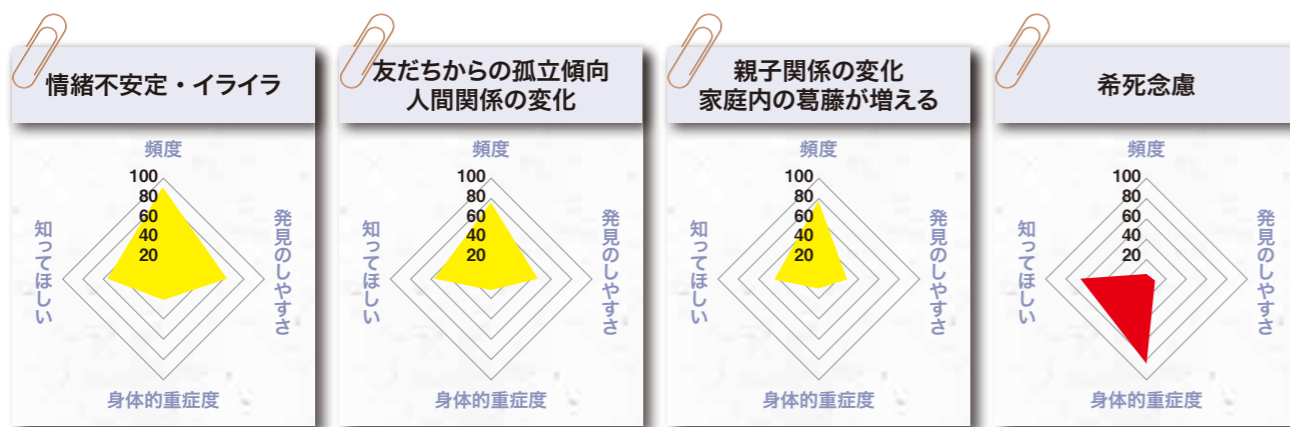 情緒不安定・イライラ
頻度
100
80
60
40
20
知ってほしい
発見のしやすさ
身体的重症度
友だちからの孤立傾向
人間関係の変化
頻度
100
80
60
40
20
知ってほしい
発見のしやすさ
身体的重症度
親子関係の変化
家庭内の葛藤が増える
頻度
100
80
60
40
20
知ってほしい
発見のしやすさ
身体的重症度
希死念慮
頻度
100
80
60
40
20
知ってほしい
発見のしやすさ
身体的重症度